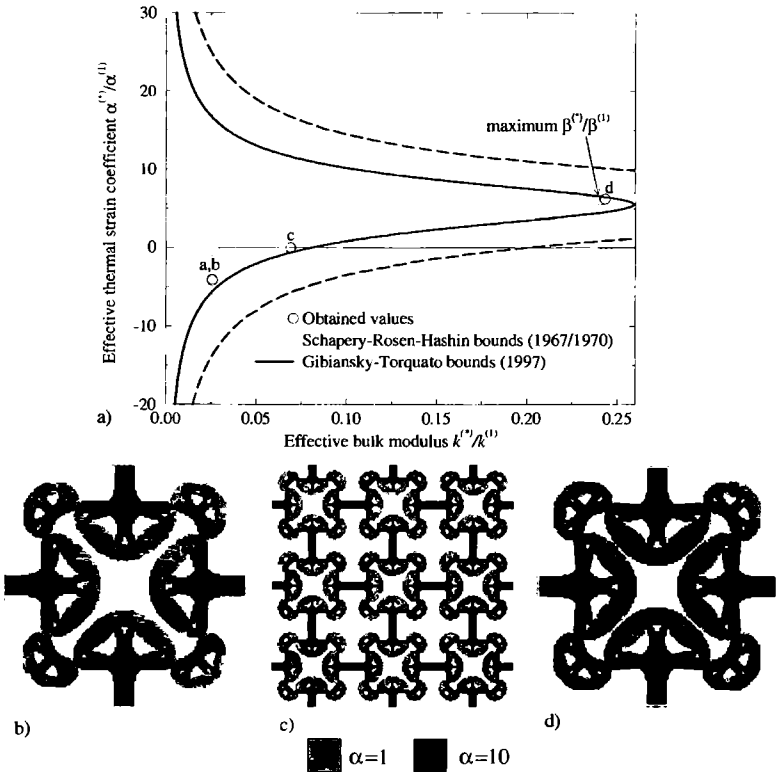 30
20
10
0
-10
-20
Effective thermal strain coefficient α(*)/α(1)
maximum β(*)/β(1)
d
c
a,b
Obtained values
Schapery-Rosen-Hashin bounds (1967/1970)
Gibiansky-Torquato bounds (1997)
a)
0.00 0.05 0.10 0.15 0.20 0.25
Effective bulk modulus k(*)/k(1)
b)
c)
d)
α=1 α=10